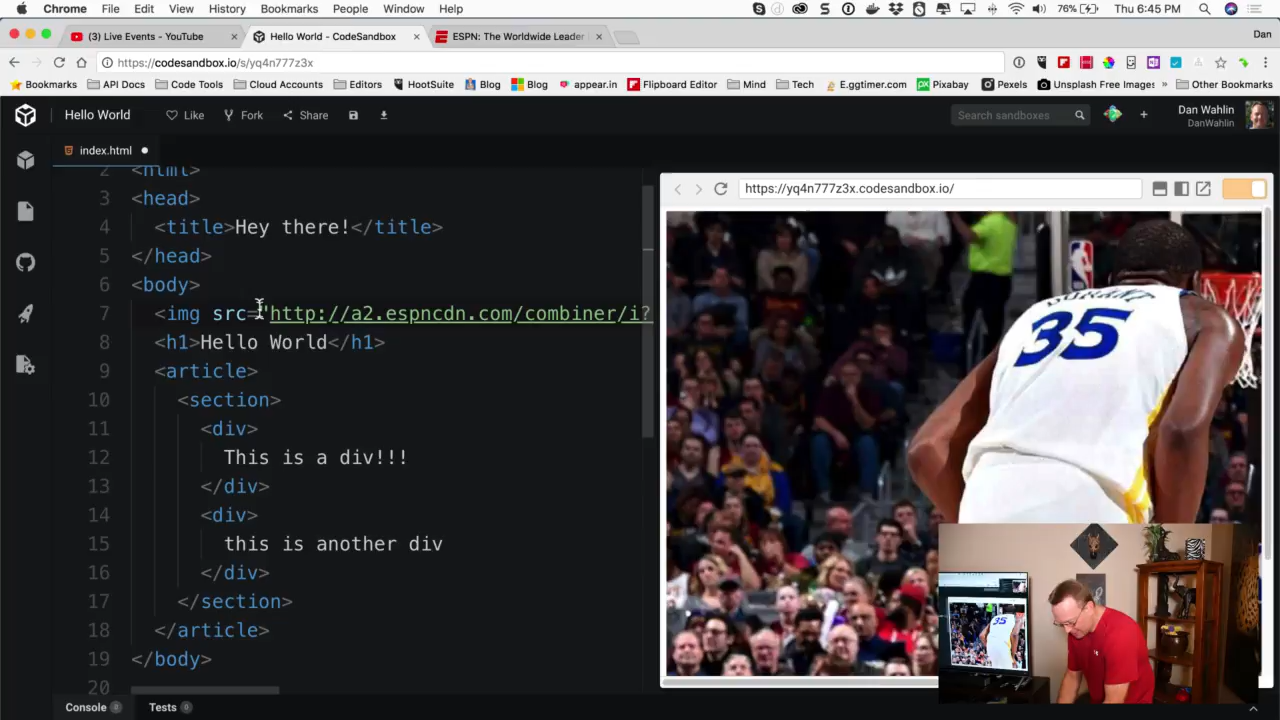 Chrome File Edit View History Bookmarks People Window Help 76% Thu 6:45 PM
(1) Live Events - YouTube × Hello World - CodeSandbox × ESPN: The Worldwide Leader × Dan
https://codesandbox.io/s/yq4n777z3x
Bookmarks API Docs Code Tools Cloud Accounts Editors HootSuite Blog Blog appear.in Flipboard Editor Mind Tech E.ggtimer.com Pixabay Pexels Unsplash Free Images » Other Bookmarks
Hello World Like Fork Share Search sandboxes Dan Wahlin
DanWahlin
index.html
https://yq4n777z3x.codesandbox.io/
2 <html>
3 <head>
4 <title>Hey there!</title>
5 </head>
6 <body>
7 <img src="http://a2.espncdn.com/combiner/i?
8 <h1>Hello World</h1>
9 <article>
10 <section>
11 <div>
12 This is a div!!!
13 </div>
14 <div>
15 this is another div
16 </div>
17 </section>
18 </article>
19 </body>
20
DURANT
35
NBA
35
Console 0 Tests 0